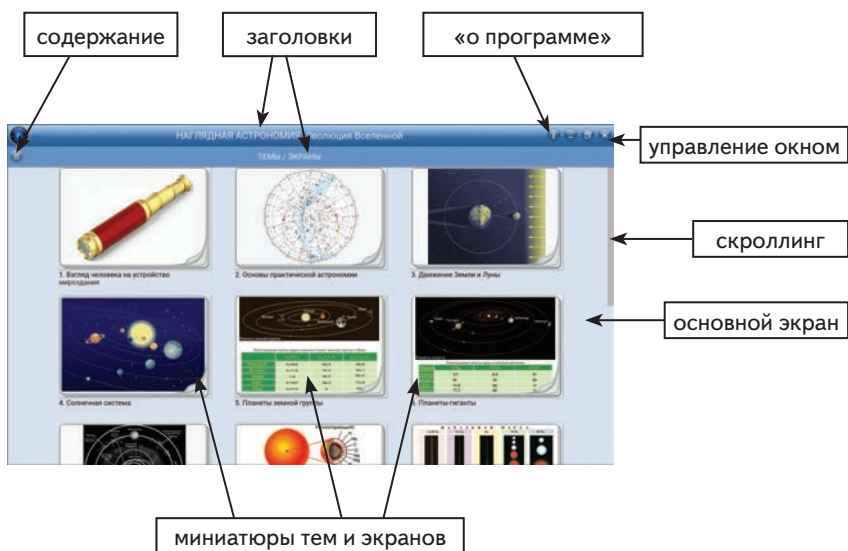 содержание
заголовки
«о программе»
НАГЛЯДНАЯ АСТРОНОМИЯ Эволюция Вселенной
управление окном
ТЕМЫ / ЭКРАНЫ
скроллинг
1. Взгляд человека на устройство
мироздания
2. Основы практической астрономии
3. Движение Земли и Луны
основной экран
4. Солнечная система
5. Планеты земной группы
6. Планеты-гиганты
миниатюры тем и экранов